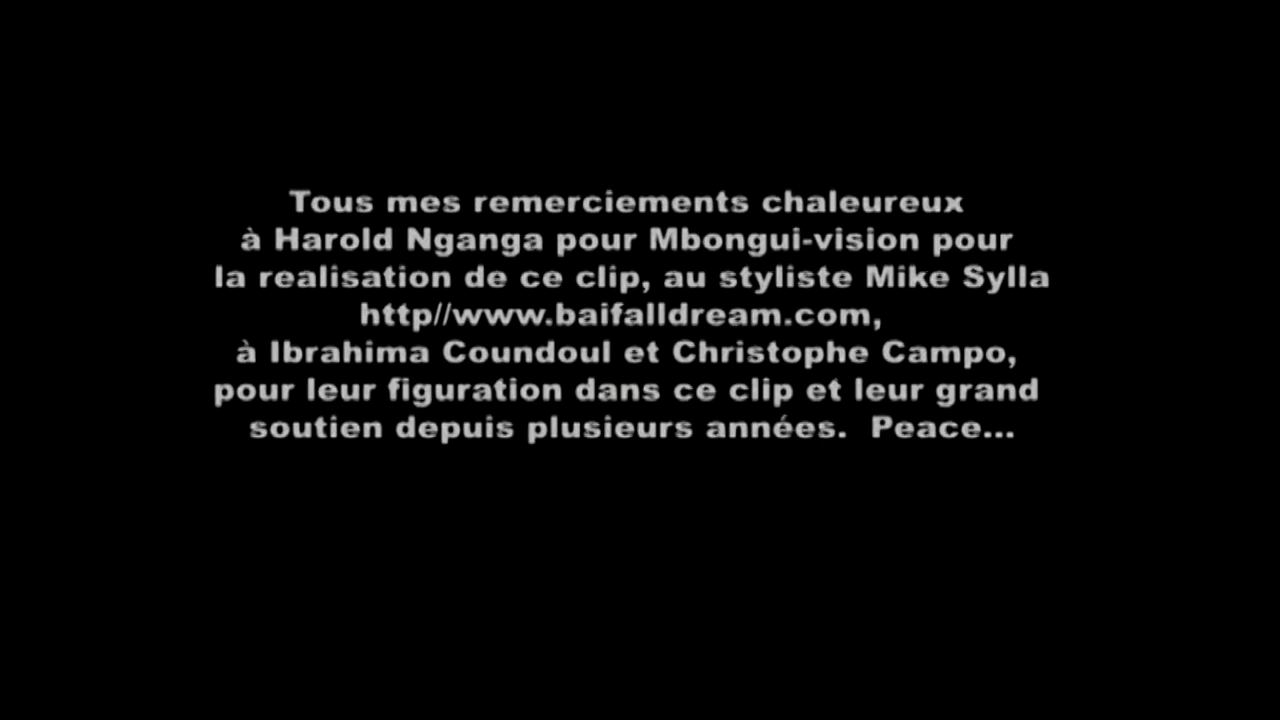 Tous mes remerciements chaleureux
à Harold Nganga pour Mbongui-vision pour
la realisation de ce clip, au styliste Mike Sylla
http//www.baifalldream.com,
à Ibrahima Coundoul et Christophe Campo,
pour leur figuration dans ce clip et leur grand
soutien depuis plusieurs années.  Peace...